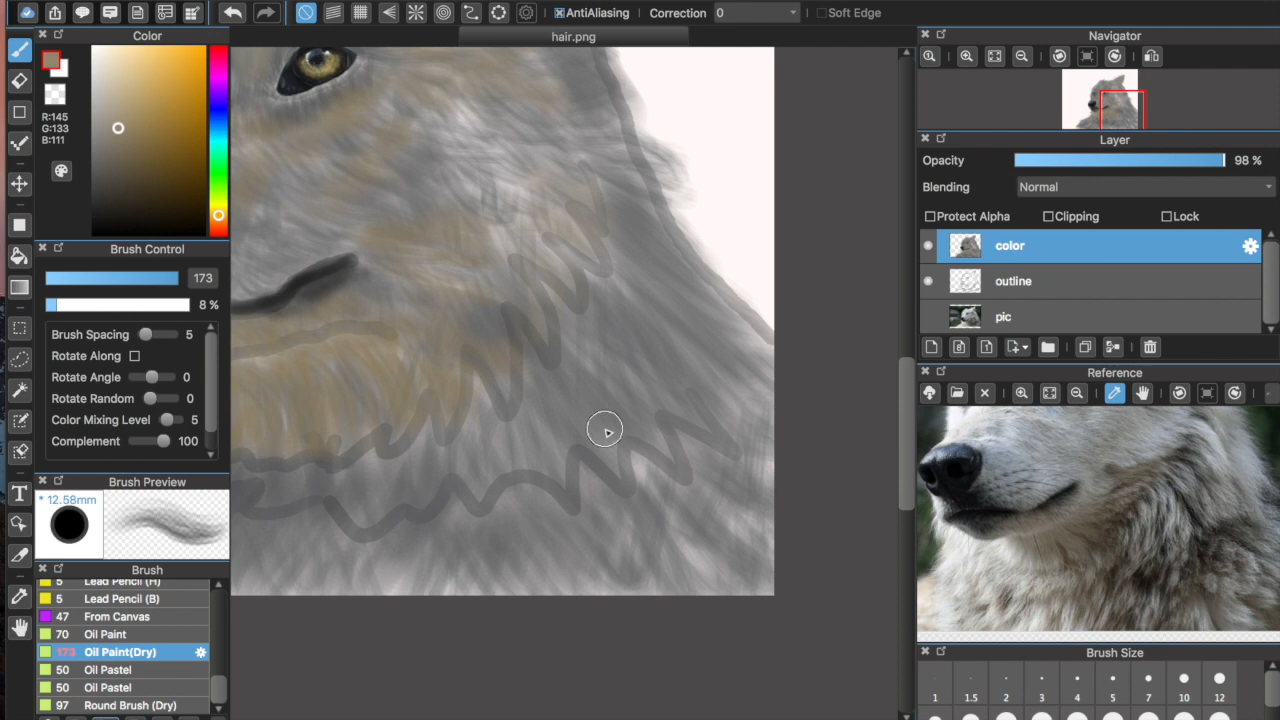 AntiAliasing Correction 0 Soft Edge
Color
hair.png
Navigator
R:145
G:133
B:111
Layer
Opacity 98 %
Blending Normal
Protect Alpha Clipping Lock
color
outline
pic
Brush Control
173
8 %
Brush Spacing 5
Rotate Along
Rotate Angle 0
Rotate Random 0
Color Mixing Level 5
Complement 100
Reference
Brush Preview
* 12.58mm
Brush
5 Lead Pencil (H)
5 Lead Pencil (B)
47 From Canvas
70 Oil Paint
173 Oil Paint(Dry)
50 Oil Pastel
50 Oil Pastel
97 Round Brush (Dry)
Brush Size
1 1.5 2 3 4 5 7 10 12